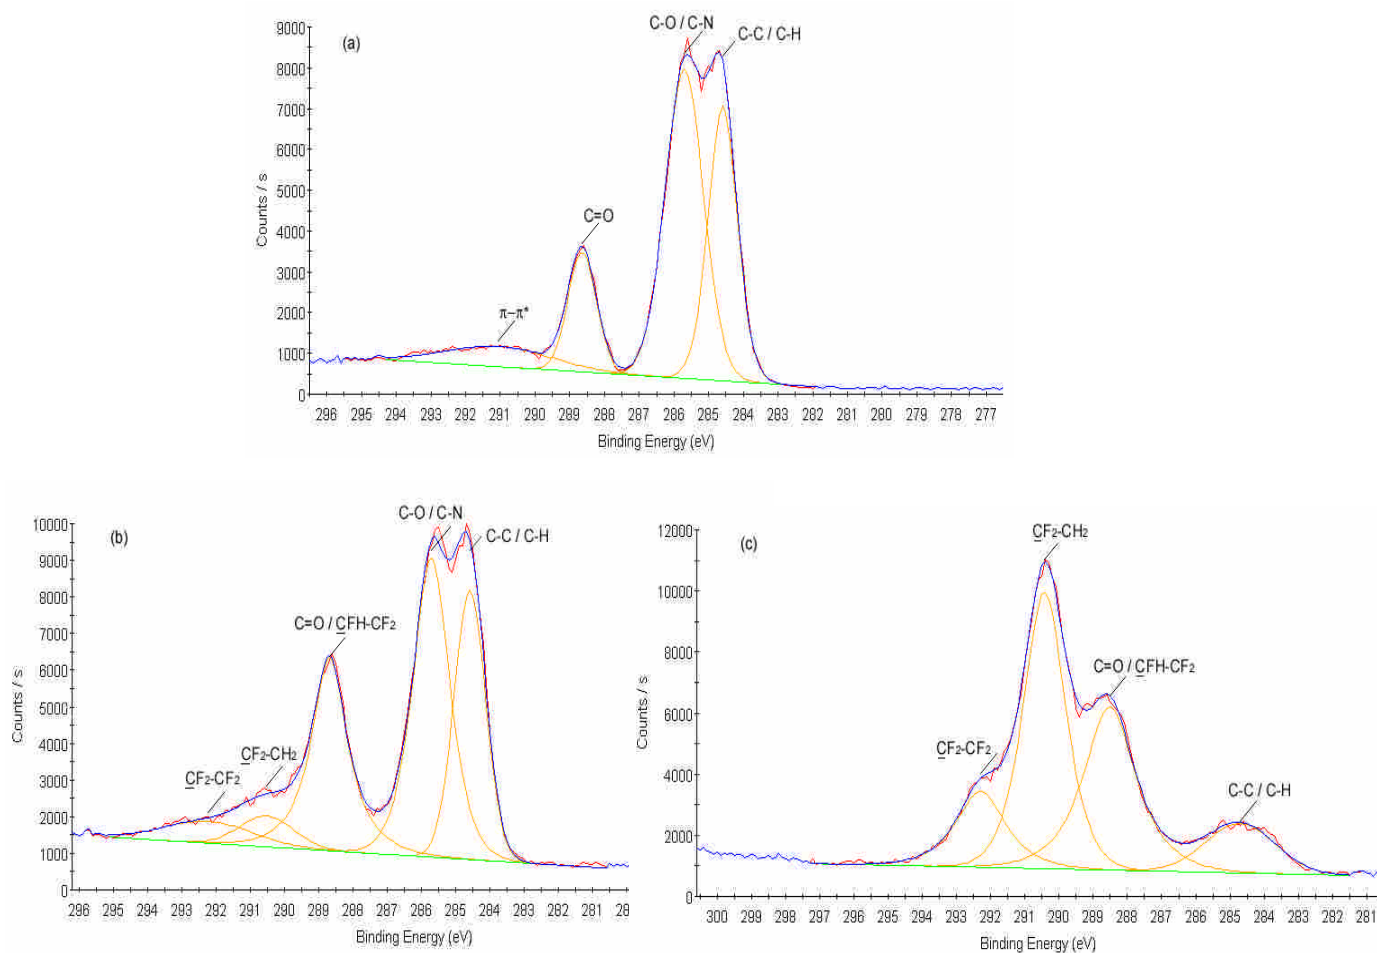 (a)
C-O / C-N
C-C / C-H
C=O
π–π*
Counts / s
9000
8000
7000
6000
5000
4000
3000
2000
1000
0
296 295 294 293 292 291 290 289 288 287 286 285 284 283 282 281 280 279 278 277
Binding Energy (eV)
(b)
C-O / C-N
C-C / C-H
C=O / CFH-CF2
CF2-CH2
CF2-CF2
Counts / s
10000
9000
8000
7000
6000
5000
4000
3000
2000
1000
0
296 295 294 293 292 291 290 289 288 287 286 285 284 283 282 281 28
Binding Energy (eV)
(c)
CF2-CH2
C=O / CFH-CF2
CF2-CF2
C-C / C-H
Counts / s
12000
10000
8000
6000
4000
2000
0
300 299 298 297 296 295 294 293 292 291 290 289 288 287 286 285 284 283 282 281
Binding Energy (eV)